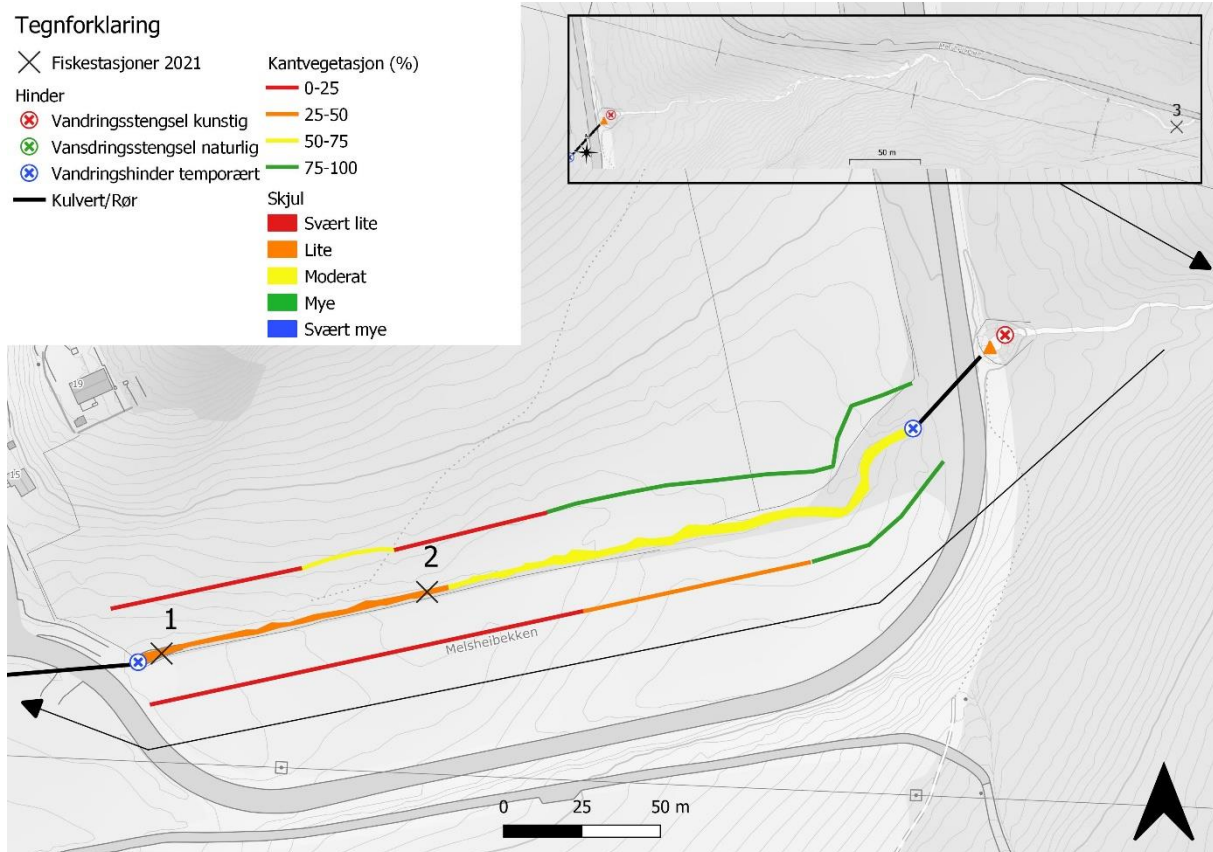 Tegnforklaring
Fiskestasjoner 2021
Hinder
Vandringsstengsel kunstig
Vansdringsstengsel naturlig
Vandringshinder temporært
Kulvert/Rør
Kantvegetasjon (%)
0-25
25-50
50-75
75-100
Skjul
Svært lite
Lite
Moderat
Mye
Svært mye
3
50 m
19
15
1
2
Melsheibekken
0 25 50 m